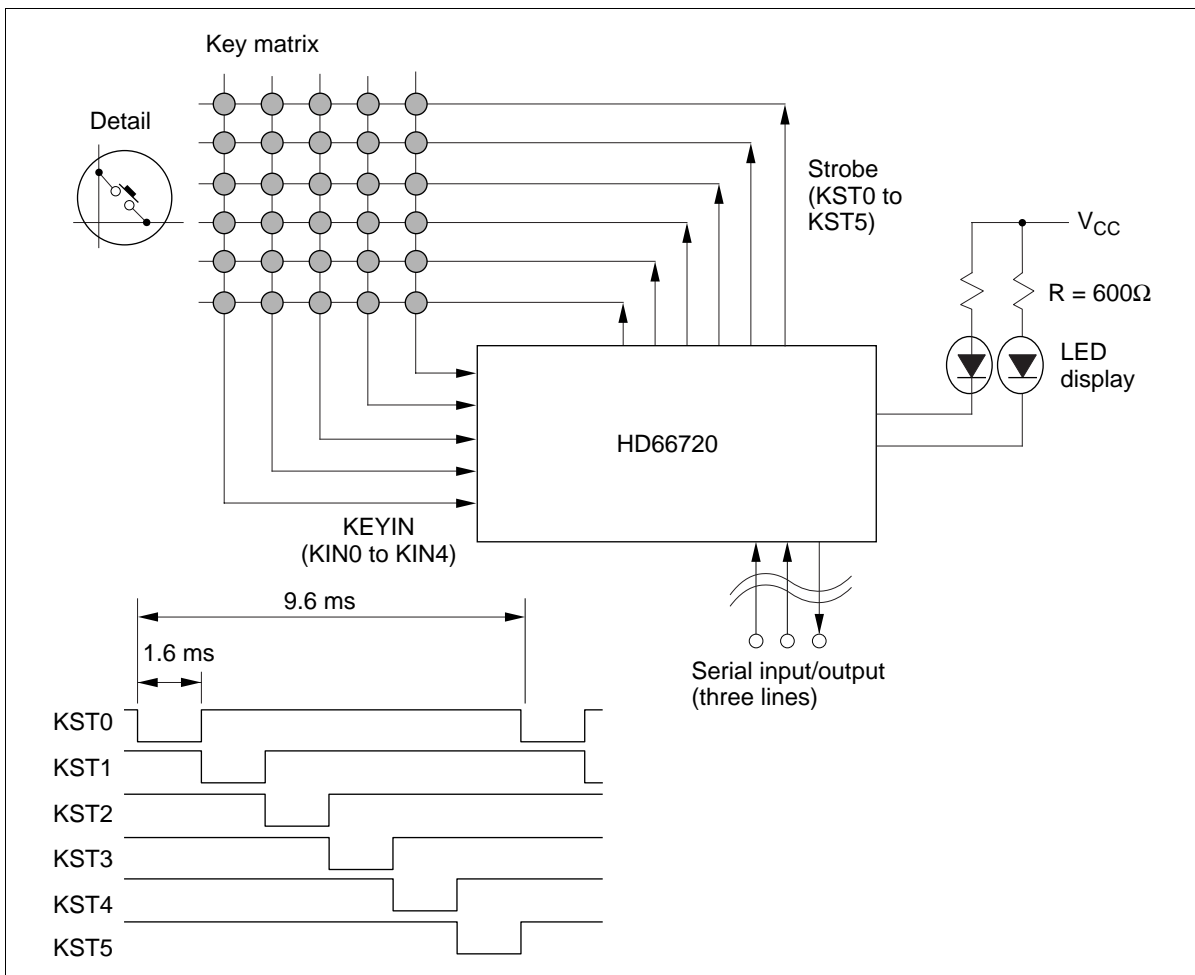 Key matrix
Detail
Strobe
(KST0 to
KST5)
VCC
R = 600Ω
LED
display
HD66720
KEYIN
(KIN0 to KIN4)
9.6 ms
1.6 ms
Serial input/output
(three lines)
KST0
KST1
KST2
KST3
KST4
KST5